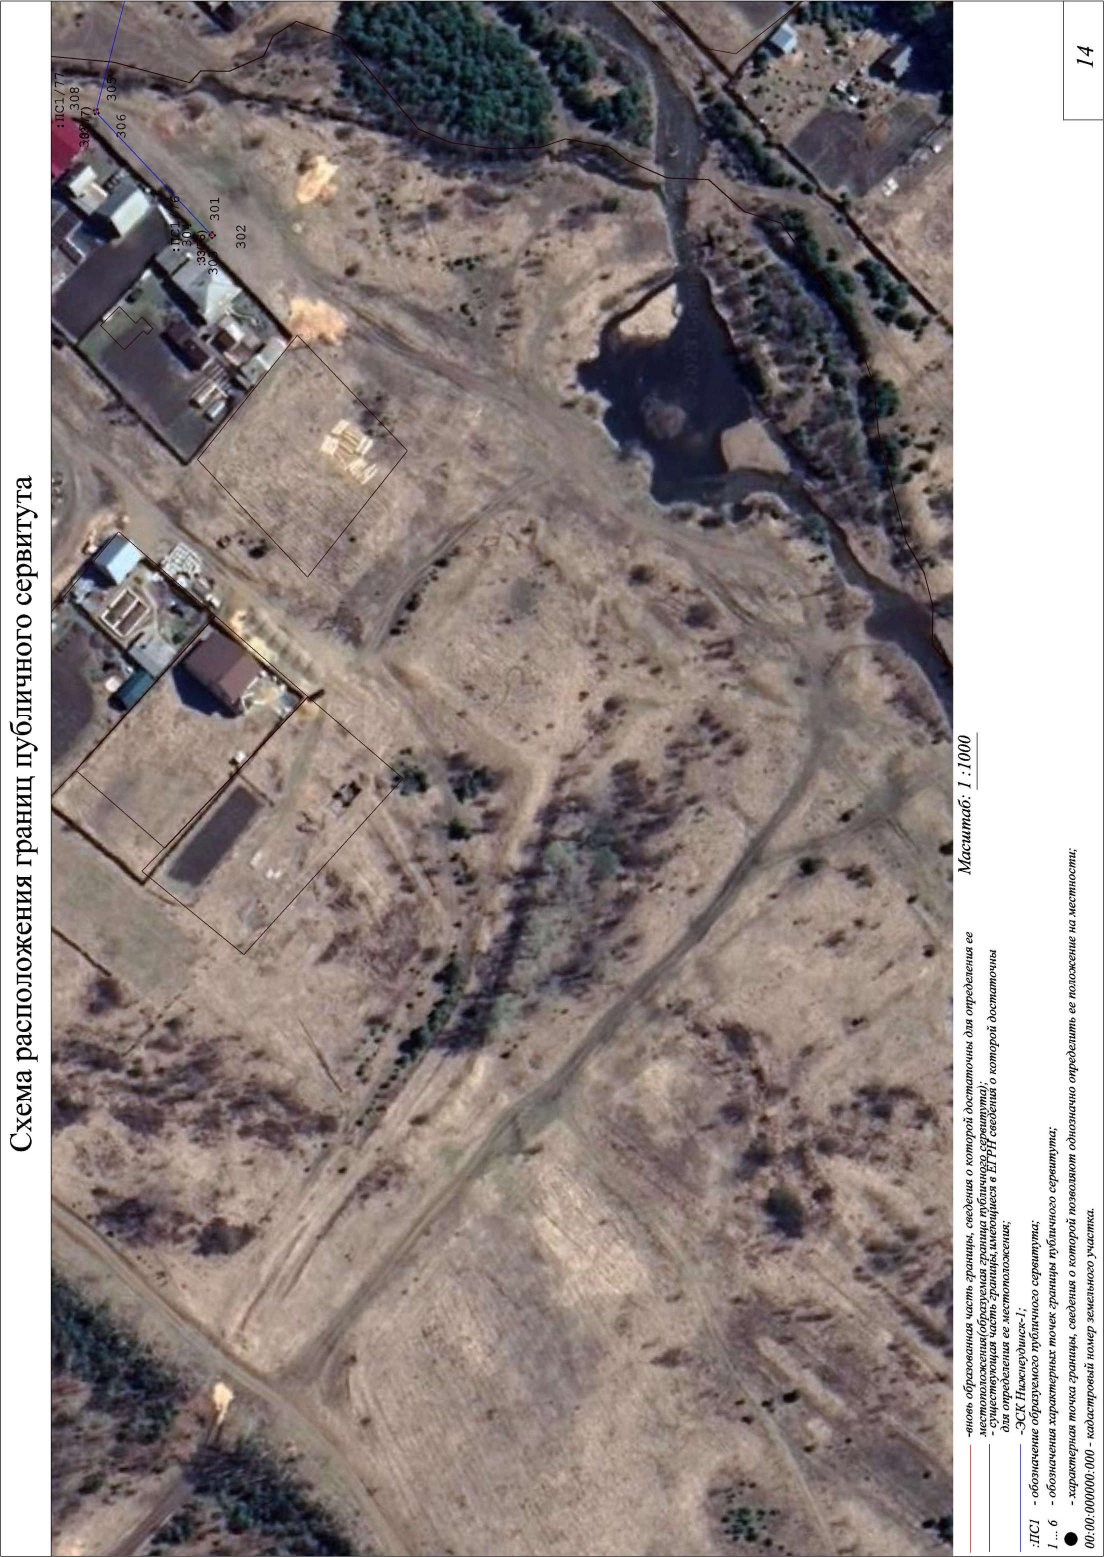 Схема расположения границ публичного сервитута
:ПС1/77
308
305
306
301
302
Масштаб: 1 :1000
-вновь образованная часть границы, сведения о которой достаточны для определения ее
местоположения(образуемая граница публичного сервитута);
- существующая часть границы,имеющиеся в ЕГРН сведения о которой достаточны
для определения ее местоположения;
-ЭСК Нижнеудинск-1;
:ПС1 - обозначение образуемого публичного сервитута;
1 ... 6 - обозначения характерных точек границы публичного сервитута;
- характерная точка границы, сведения о которой позволяют однозначно определить ее положение на местности;
00:00:000000:000 - кадастровый номер земельного участка.
14